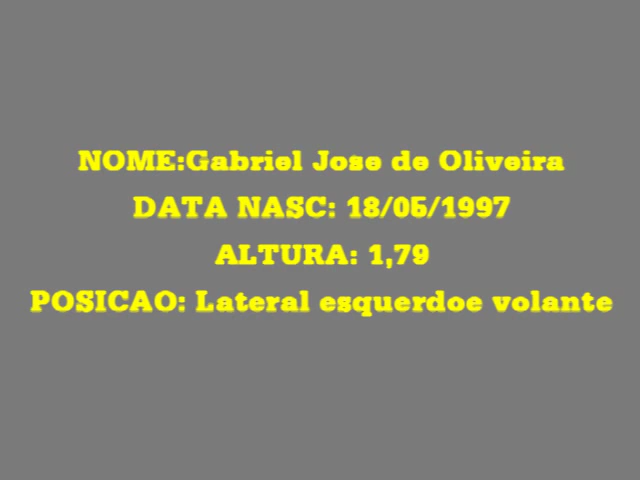 NOME:Gabriel Jose de Oliveira
DATA NASC: 18/05/1997
ALTURA: 1,79
POSICAO: Lateral esquerdoe volante